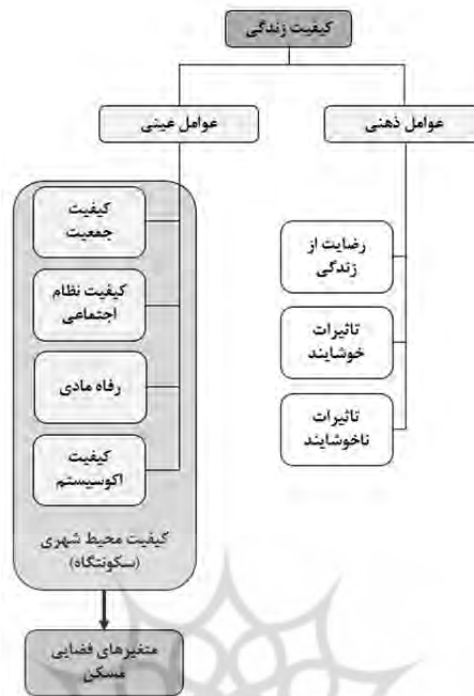 کیفیت زندگی
عوامل ذهنی
عوامل عینی
رضایت از
زندگی
تاثیرات
خوشایند
تاثیرات
ناخوشایند
کیفیت
جمعیت
کیفیت نظام
اجتماعی
رفاه مادی
کیفیت
اکوسیستم
کیفیت محیط شهری
(سکونتگاه)
متغیرهای فضایی
مسکن